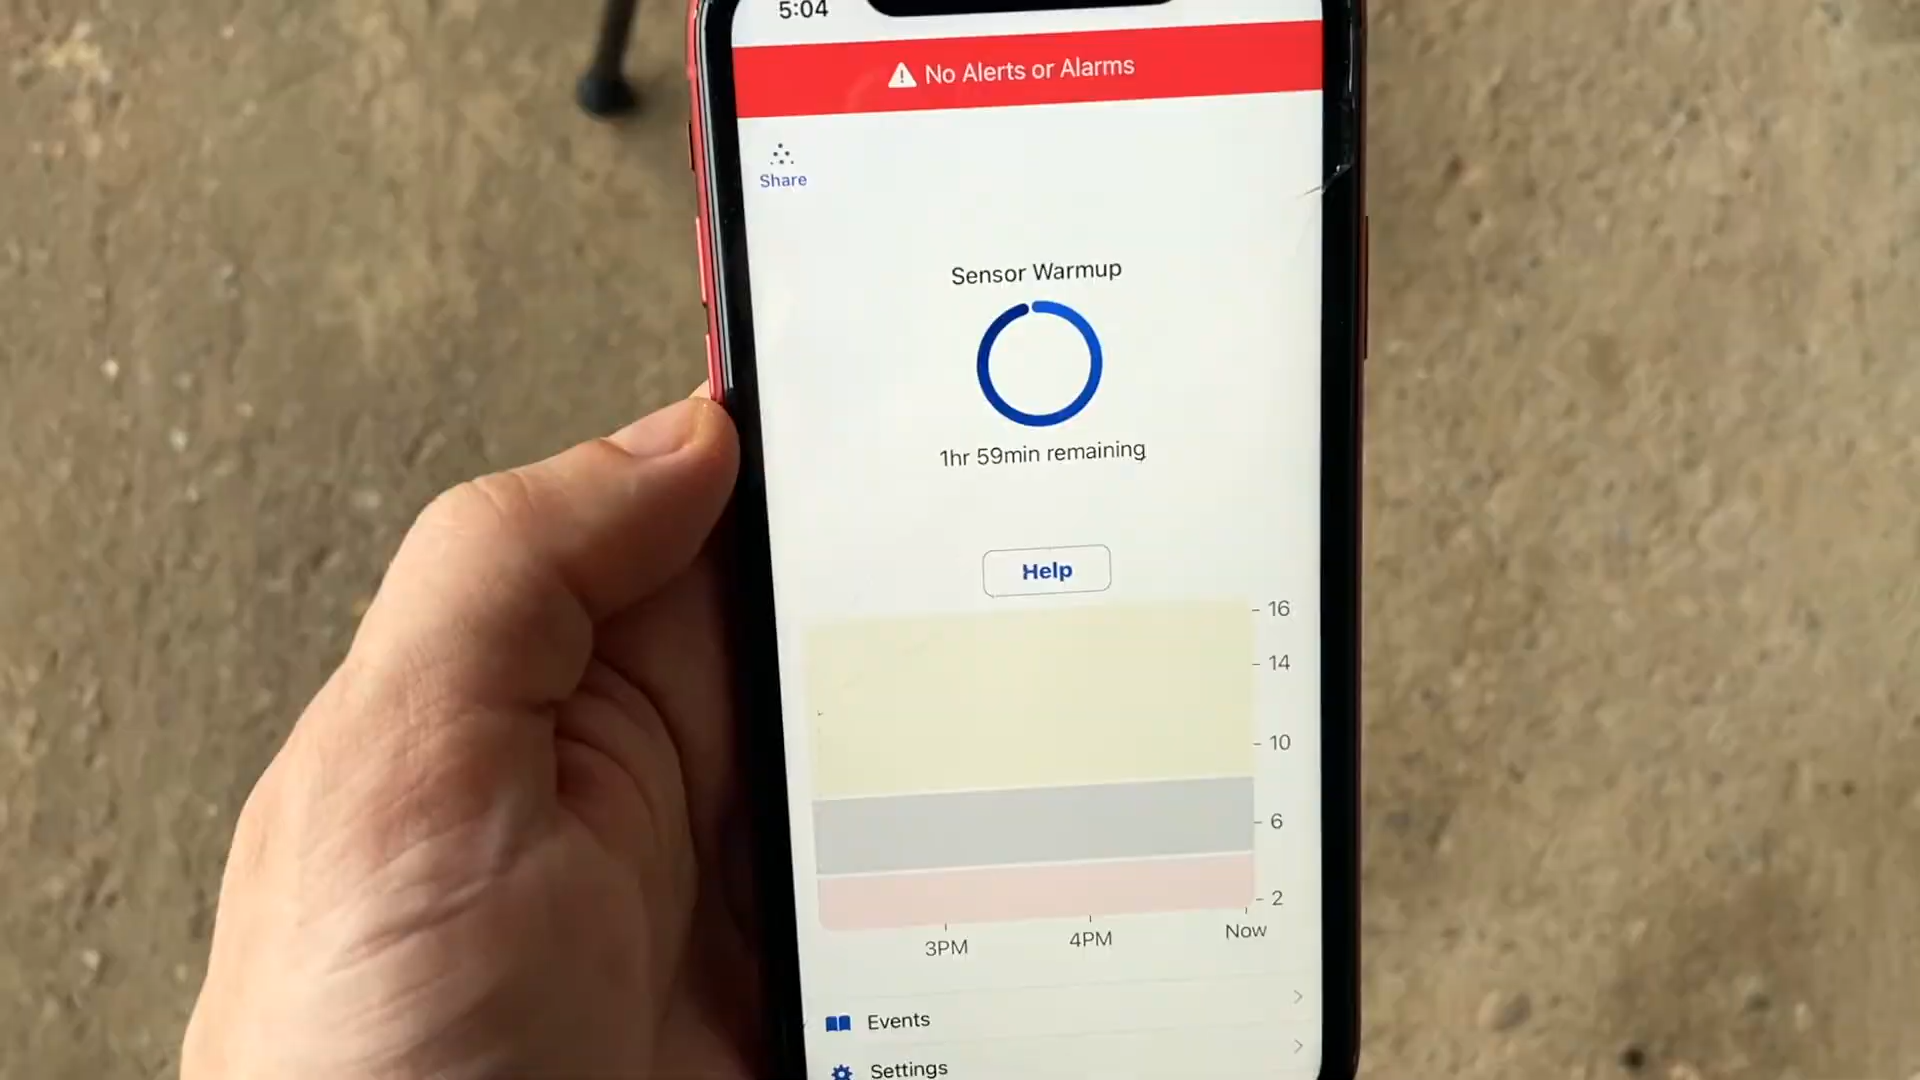 5:04
No Alerts or Alarms
Share
Sensor Warmup
1hr 59min remaining
Help
16
14
10
6
2
3PM
4PM
Now
Events
Settings